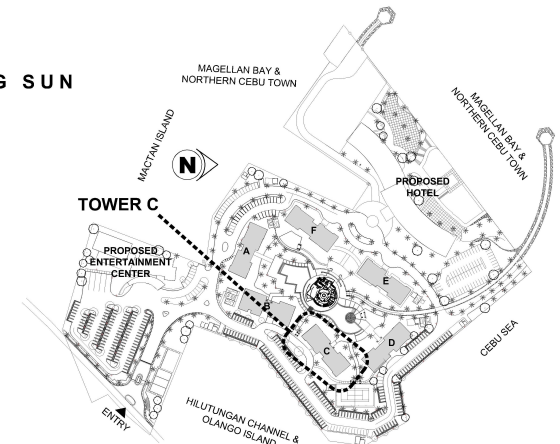 G SUN
MAGELLAN BAY &
NORTHERN CEBU TOWN
MAGELLAN BAY &
NORTHERN CEBU TOWN
MACTAN ISLAND
N
TOWER C
PROPOSED
HOTEL
PROPOSED
ENTERTAINMENT
CENTER
F
A
E
B
C
D
CEBU SEA
HILUTUNGAN CHANNEL &
OLANGO ISLAND
ENTRY